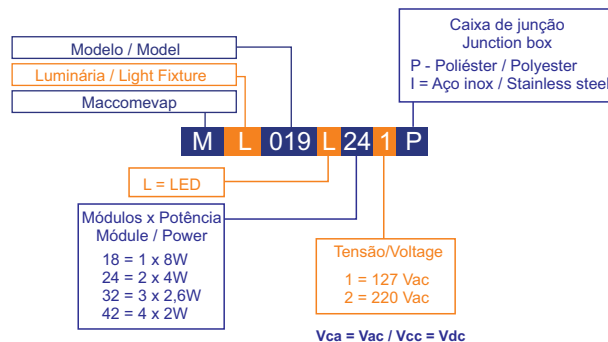 Modelo / Model
Luminária / Light Fixture
Maccomevap
Caixa de junção
Junction box
P - Poliéster / Polyester
I = Aço inox / Stainless steel
M L 019 L 24 1 P
L = LED
Módulos x Potência
Módule / Power
18 = 1 x 8W
24 = 2 x 4W
32 = 3 x 2,6W
42 = 4 x 2W
Tensão/Voltage
1 = 127 Vac
2 = 220 Vac
Vca = Vac / Vcc = Vdc